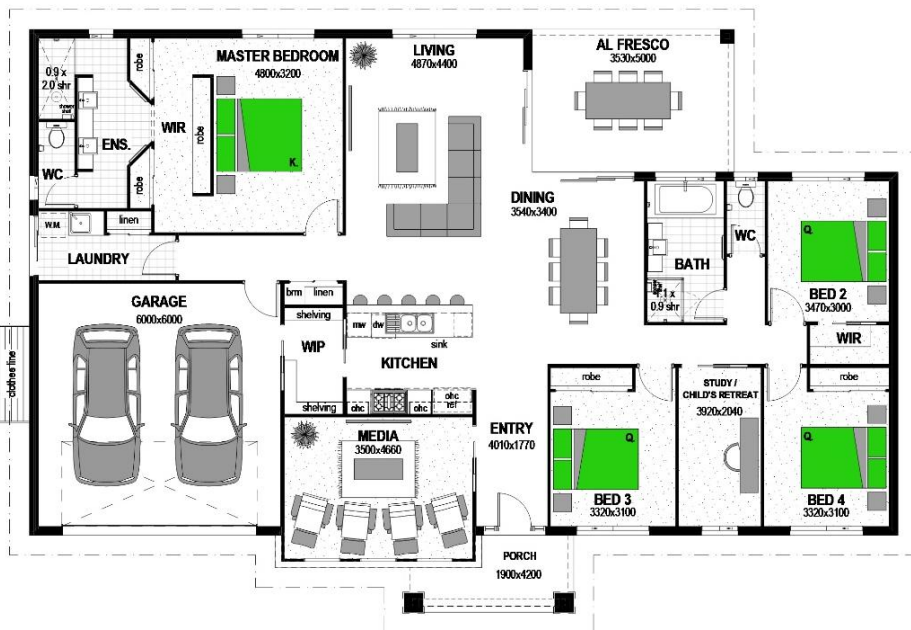 MASTER BEDROOM
4800x3200
LIVING
4870x4400
AL FRESCO
3530x5000
robe
0.9 x
2.0 shr
shower
shelf
ENS.
WIR
robe
K.
WC
robe
linen
W.M.
LAUNDRY
DINING
3540x3400
BATH
1.1 x
0.9 shr
WC
Q
BED 2
3470x3000
WIR
GARAGE
6000x6000
brm
linen
shelving
WIP
shelving
mw
dw
sink
KITCHEN
ohc
ohc
ohc
ref
clothes line
MEDIA
3500x4660
ENTRY
4010x1770
robe
Q
BED 3
3320x3100
STUDY /
CHILD'S RETREAT
3920x2040
robe
Q
BED 4
3320x3100
PORCH
1900x4200